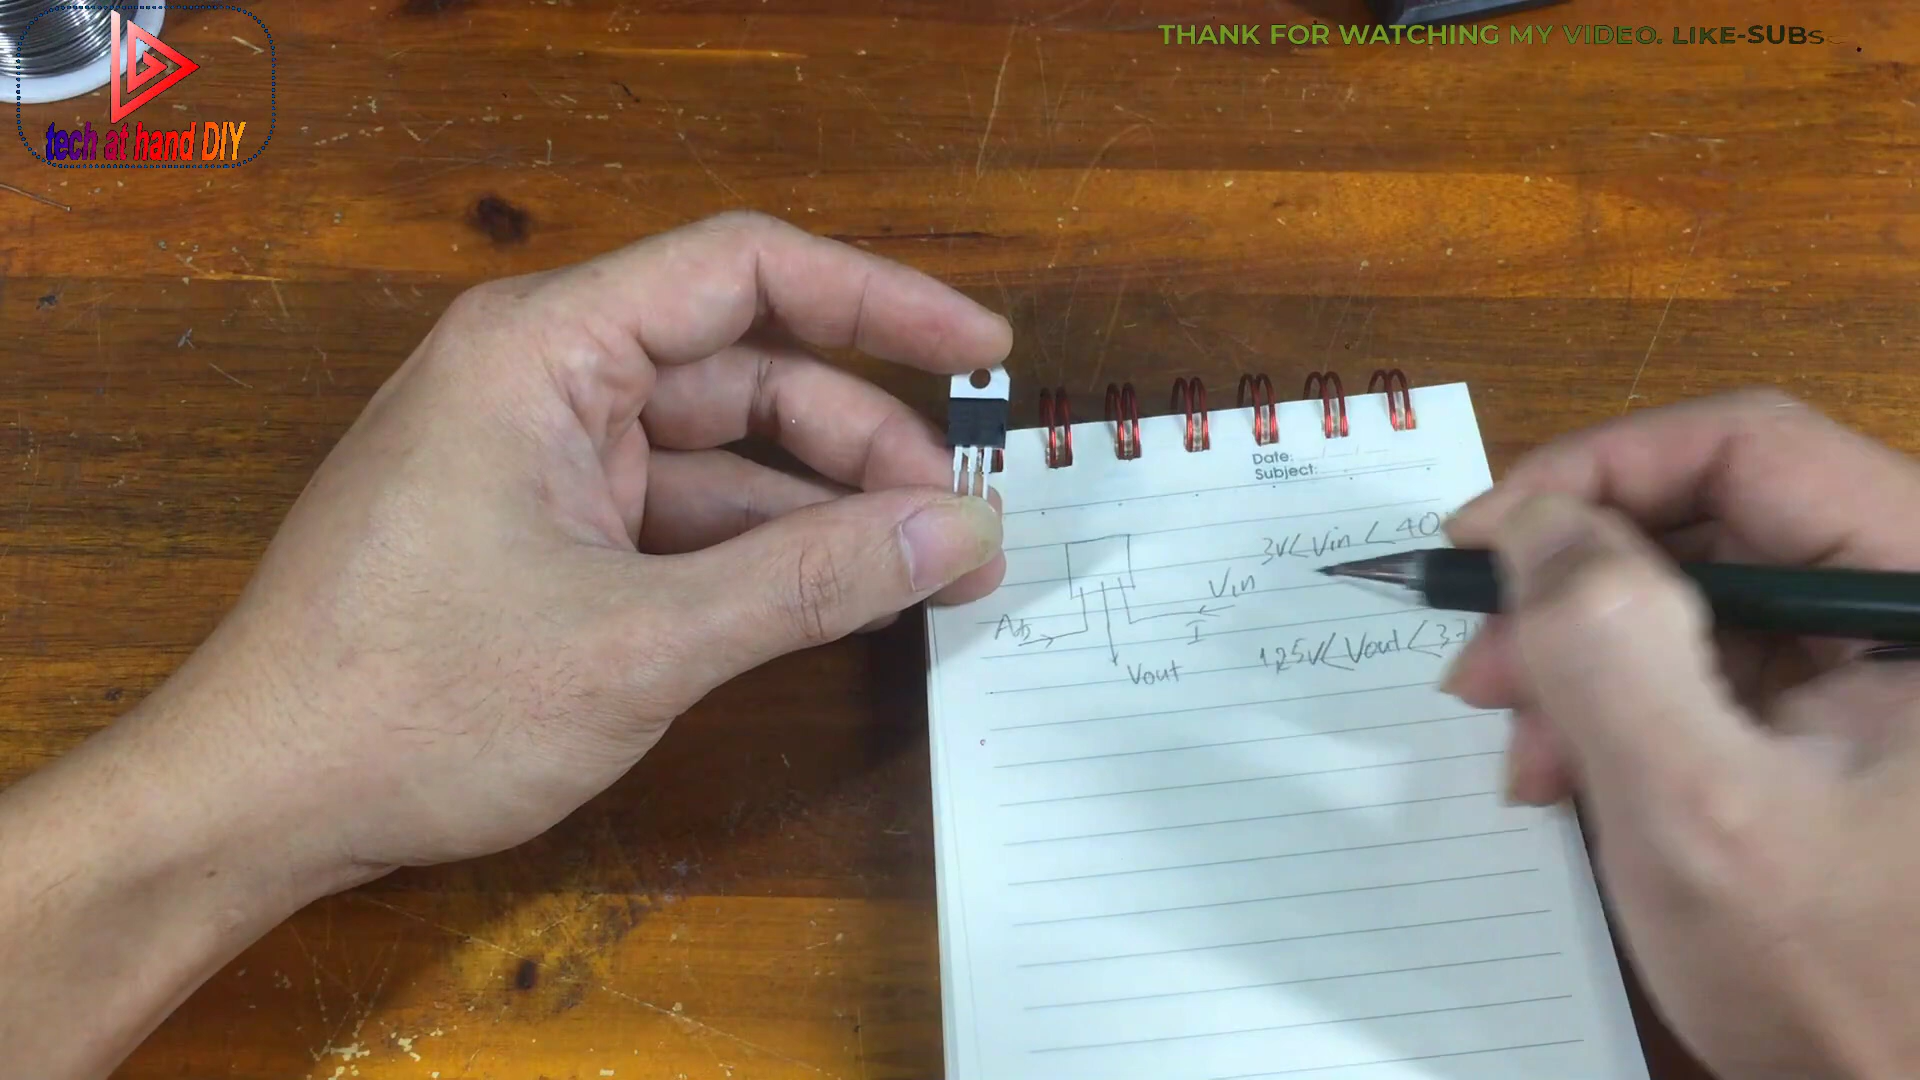 THANK FOR WATCHING MY VIDEO. LIKE-SUBS
tech at hand DIY
Date:
Subject:
3v<Vin<40
Vin
I
Adj
1,25v<Vout<37
Vout